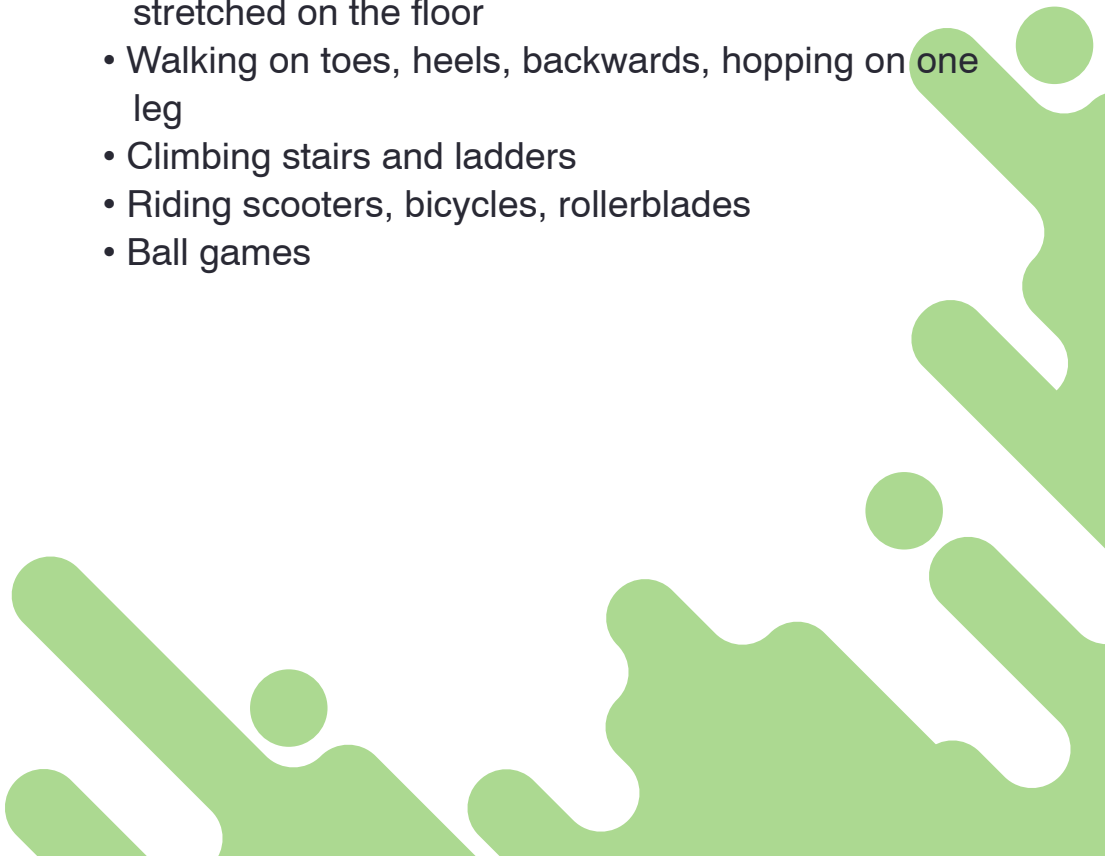 stretched on the floor
• Walking on toes, heels, backwards, hopping on one
leg
• Climbing stairs and ladders
• Riding scooters, bicycles, rollerblades
• Ball games